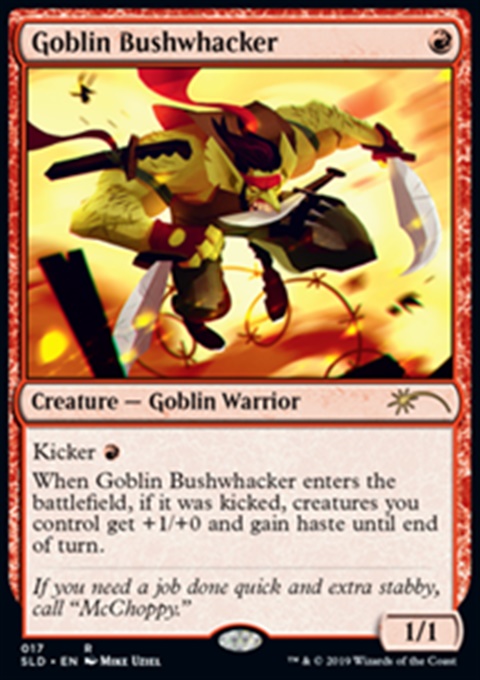 Goblin Bushwhacker
Creature — Goblin Warrior
Kicker
When Goblin Bushwhacker enters the
battlefield, if it was kicked, creatures you
control get +1/+0 and gain haste until end
of turn.
If you need a job done quick and extra stabby,
call “McChoppy.”
1/1
017 R
SLD • EN Mike Uziel
™ & © 2019 Wizards of the Coast